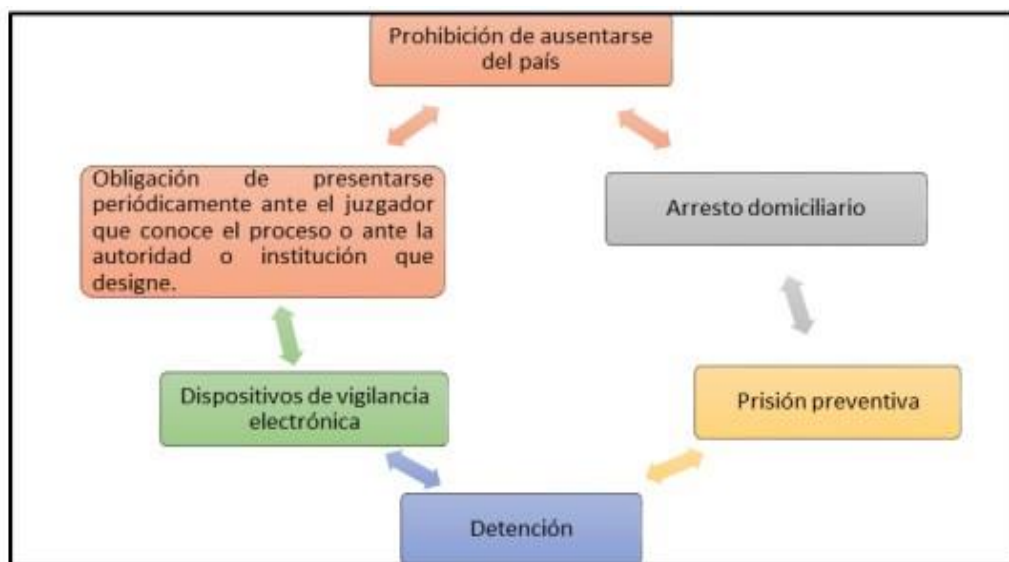 Prohibición de ausentarse
del país
Obligación de presentarse
periódicamente ante el juzgador
que conoce el proceso o ante la
autoridad o institución que
designe.
Arresto domiciliario
Dispositivos de vigilancia
electrónica
Prisión preventiva
Detención